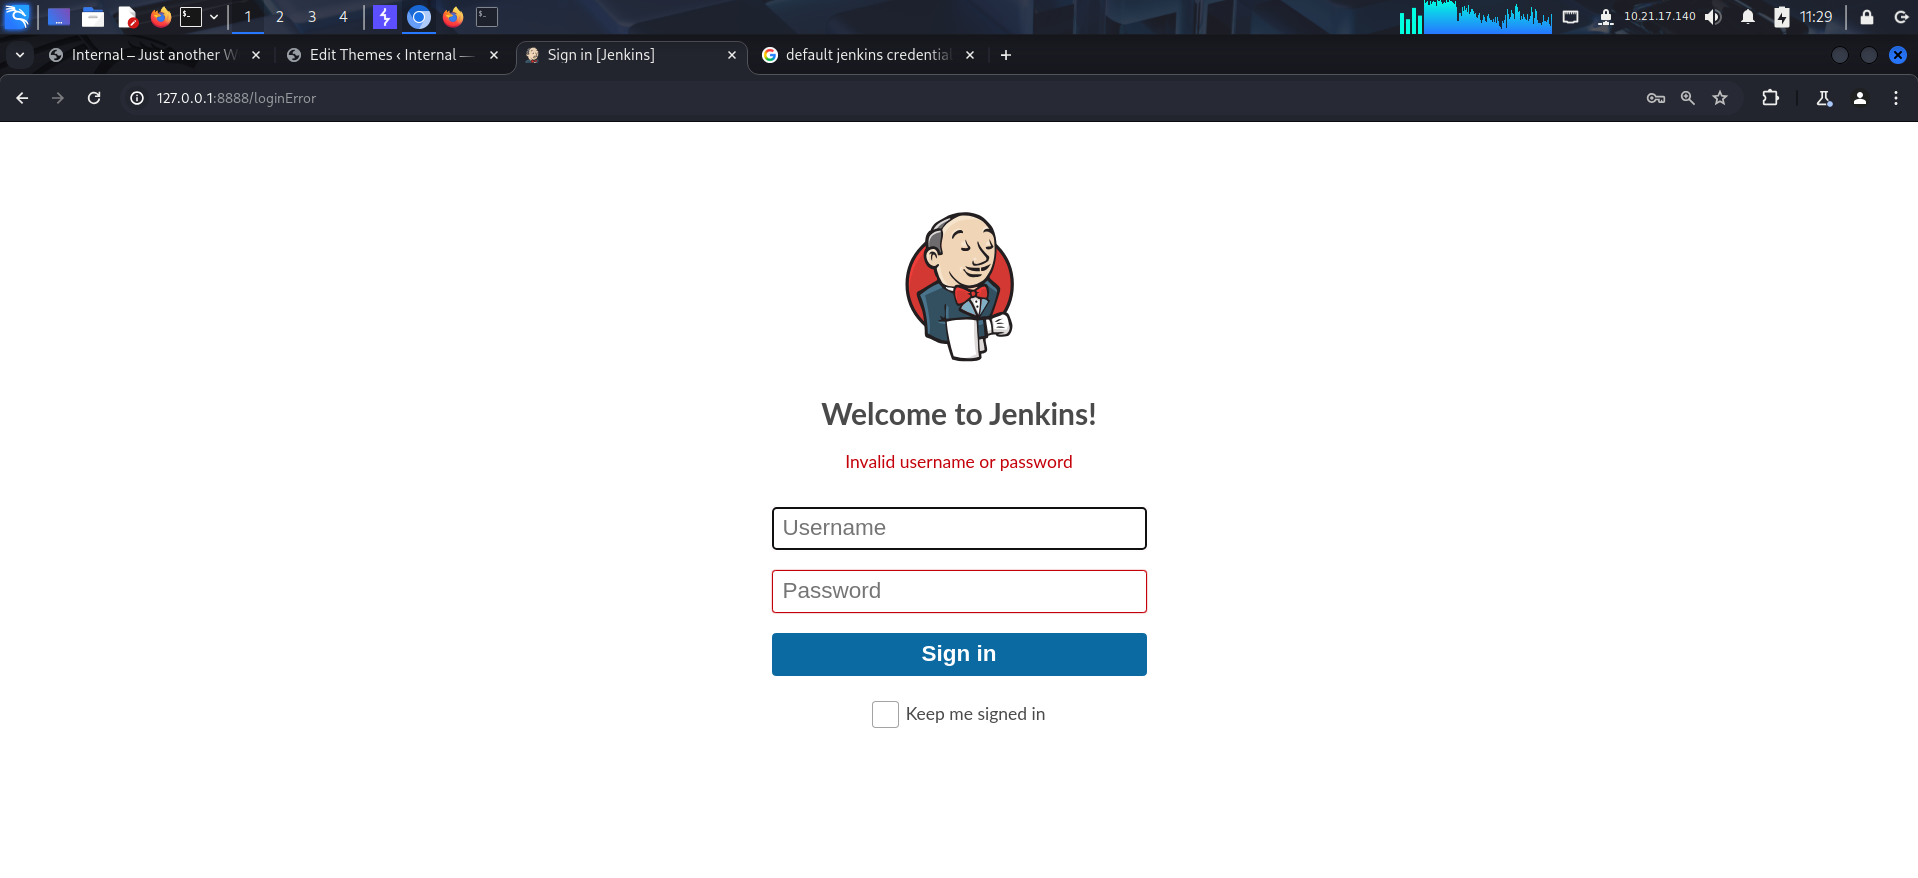 1 2 3 4
10.21.17.140 11:29
Internal – Just another W
Edit Themes ‹ Internal —
Sign in [Jenkins]
default jenkins credentia
127.0.0.1:8888/loginError
Welcome to Jenkins!
Invalid username or password
Username
Password
Sign in
Keep me signed in